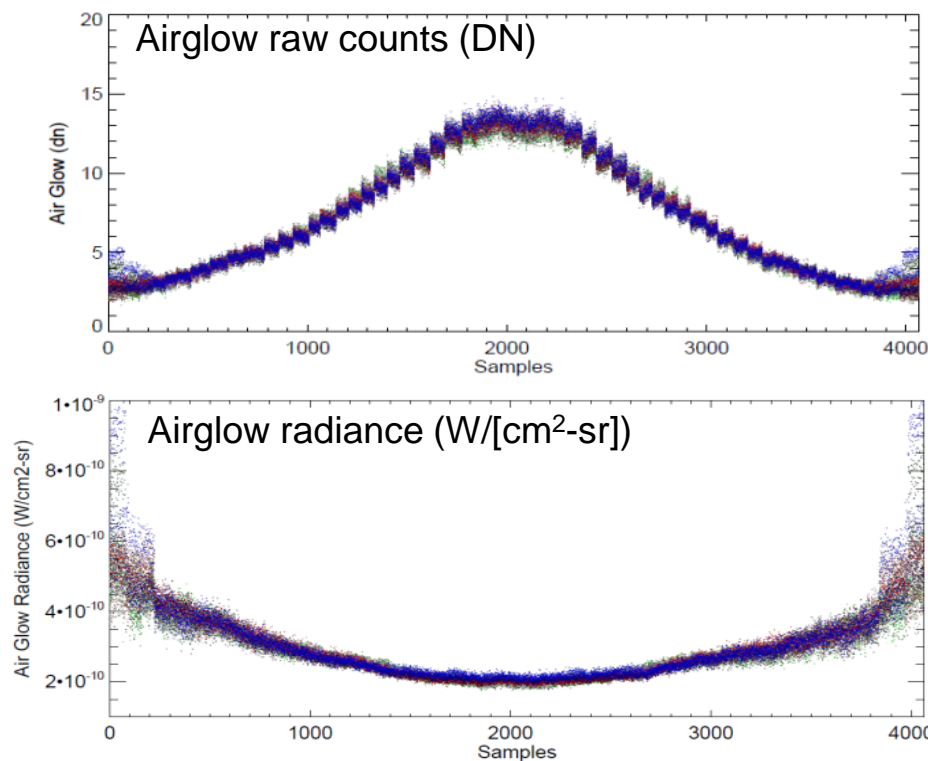 Airglow raw counts (DN)
Air Glow (dn)
20
15
10
5
0
0 1000 2000 3000 4000
Samples
Airglow radiance (W/[cm²-sr])
Air Glow Radiance (W/cm2-sr)
1•10⁻⁹
8•10⁻¹⁰
6•10⁻¹⁰
4•10⁻¹⁰
2•10⁻¹⁰
0 1000 2000 3000 400
Samples